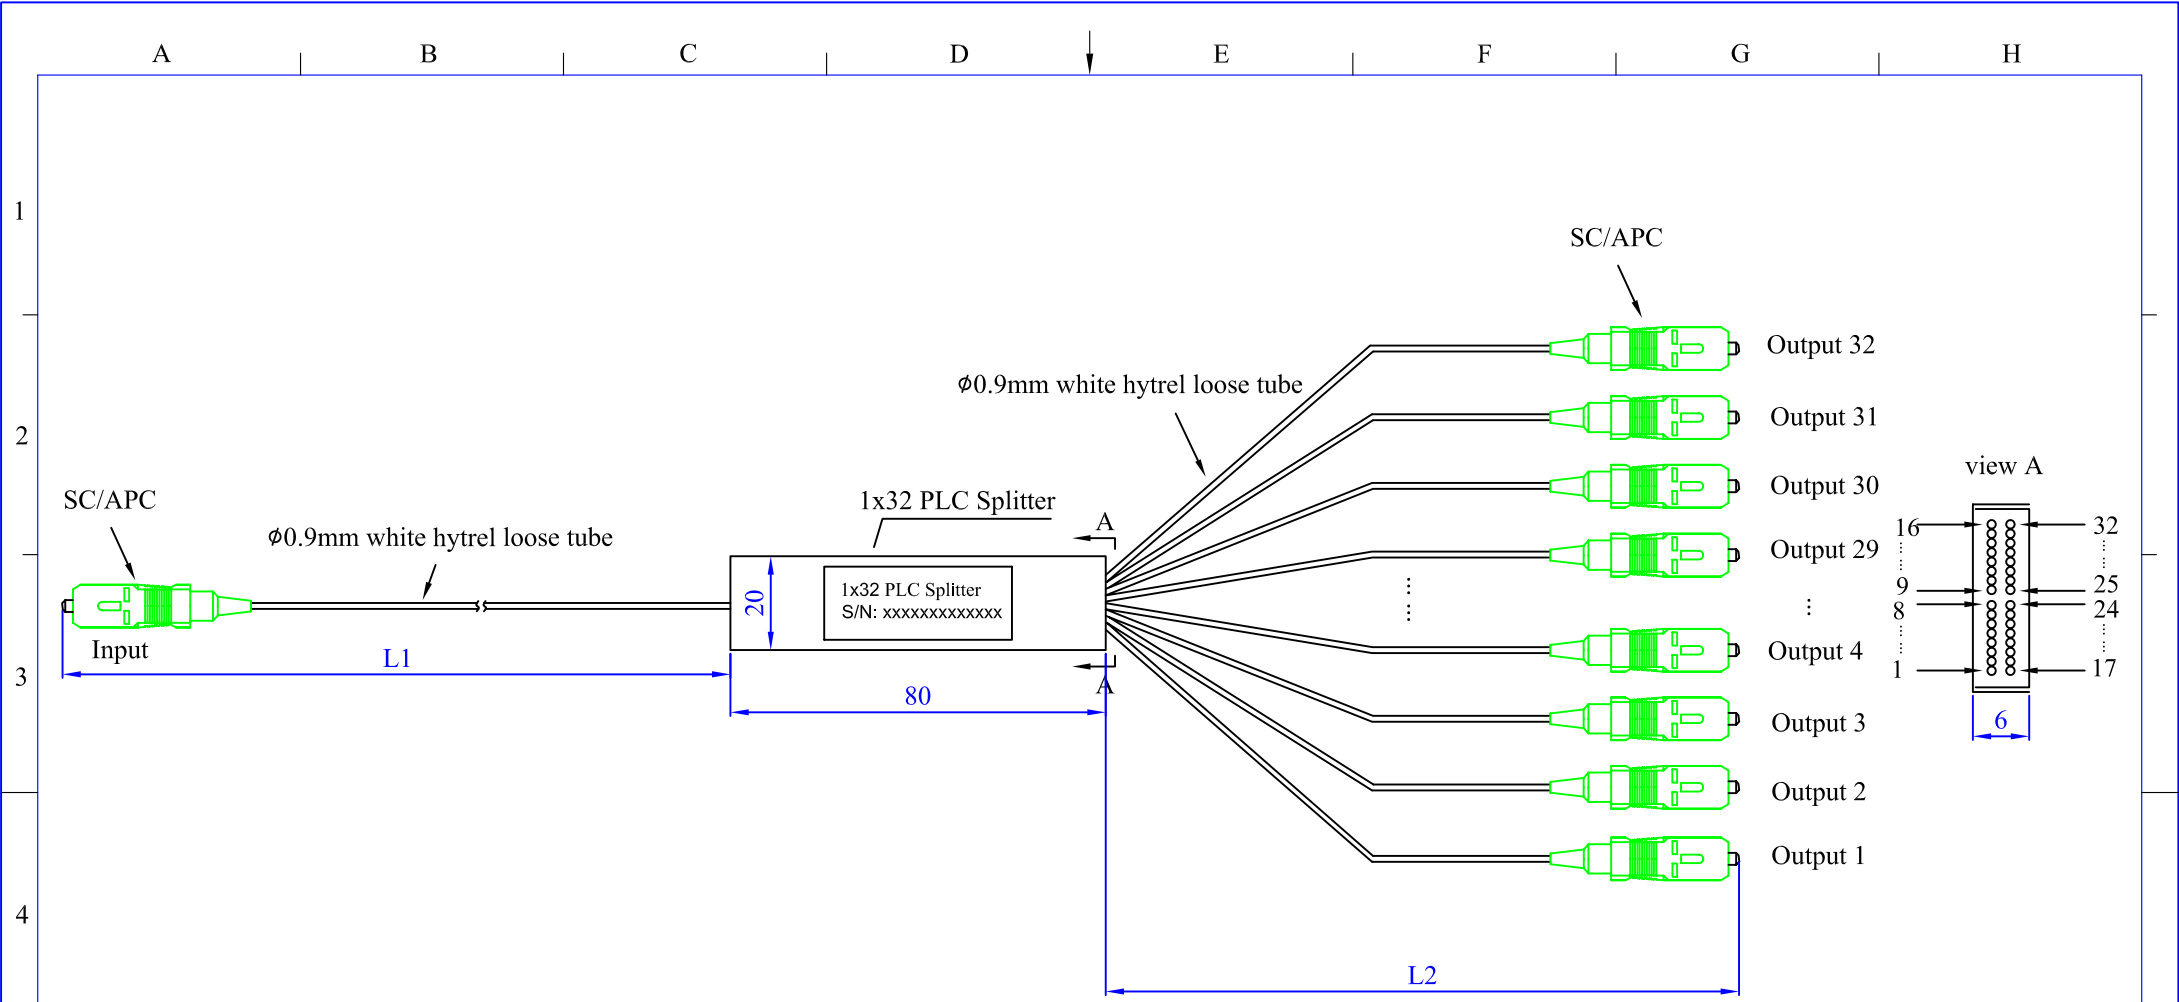 A B C D E F G H
1
2
3
4
SC/APC
Output 32
Φ0.9mm white hytrel loose tube
Output 31
view A
Output 30
SC/APC
1x32 PLC Splitter
A
16
32
Φ0.9mm white hytrel loose tube
Output 29
9
25
8
24
1x32 PLC Splitter
S/N: xxxxxxxxxxxxx
20
Input
L1
Output 4
1
17
A
80
Output 3
6
Output 2
Output 1
L2